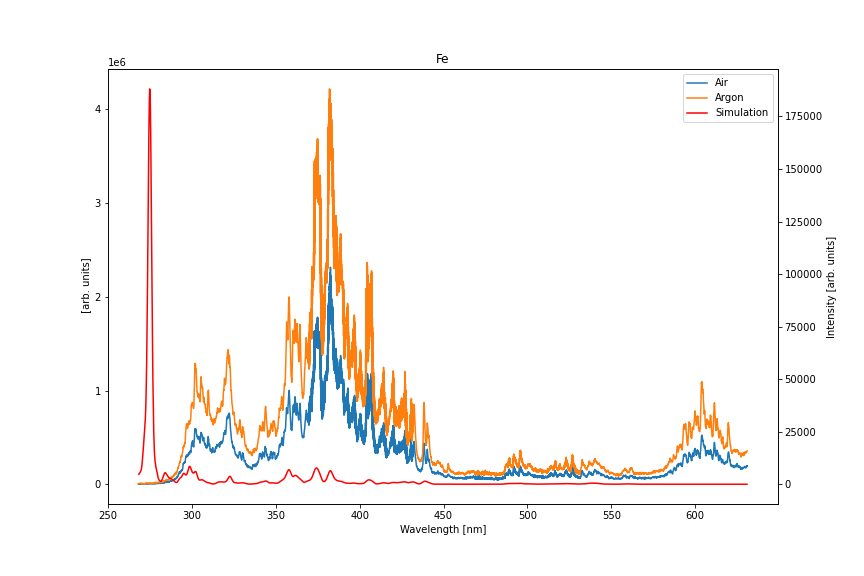 Fe
1e6
Air
Argon
Simulation
4
3
2
1
0
[arb. units]
175000
150000
125000
100000
75000
50000
25000
0
Intensity [arb. units]
250
300
350
400
450
500
550
600
Wavelength [nm]